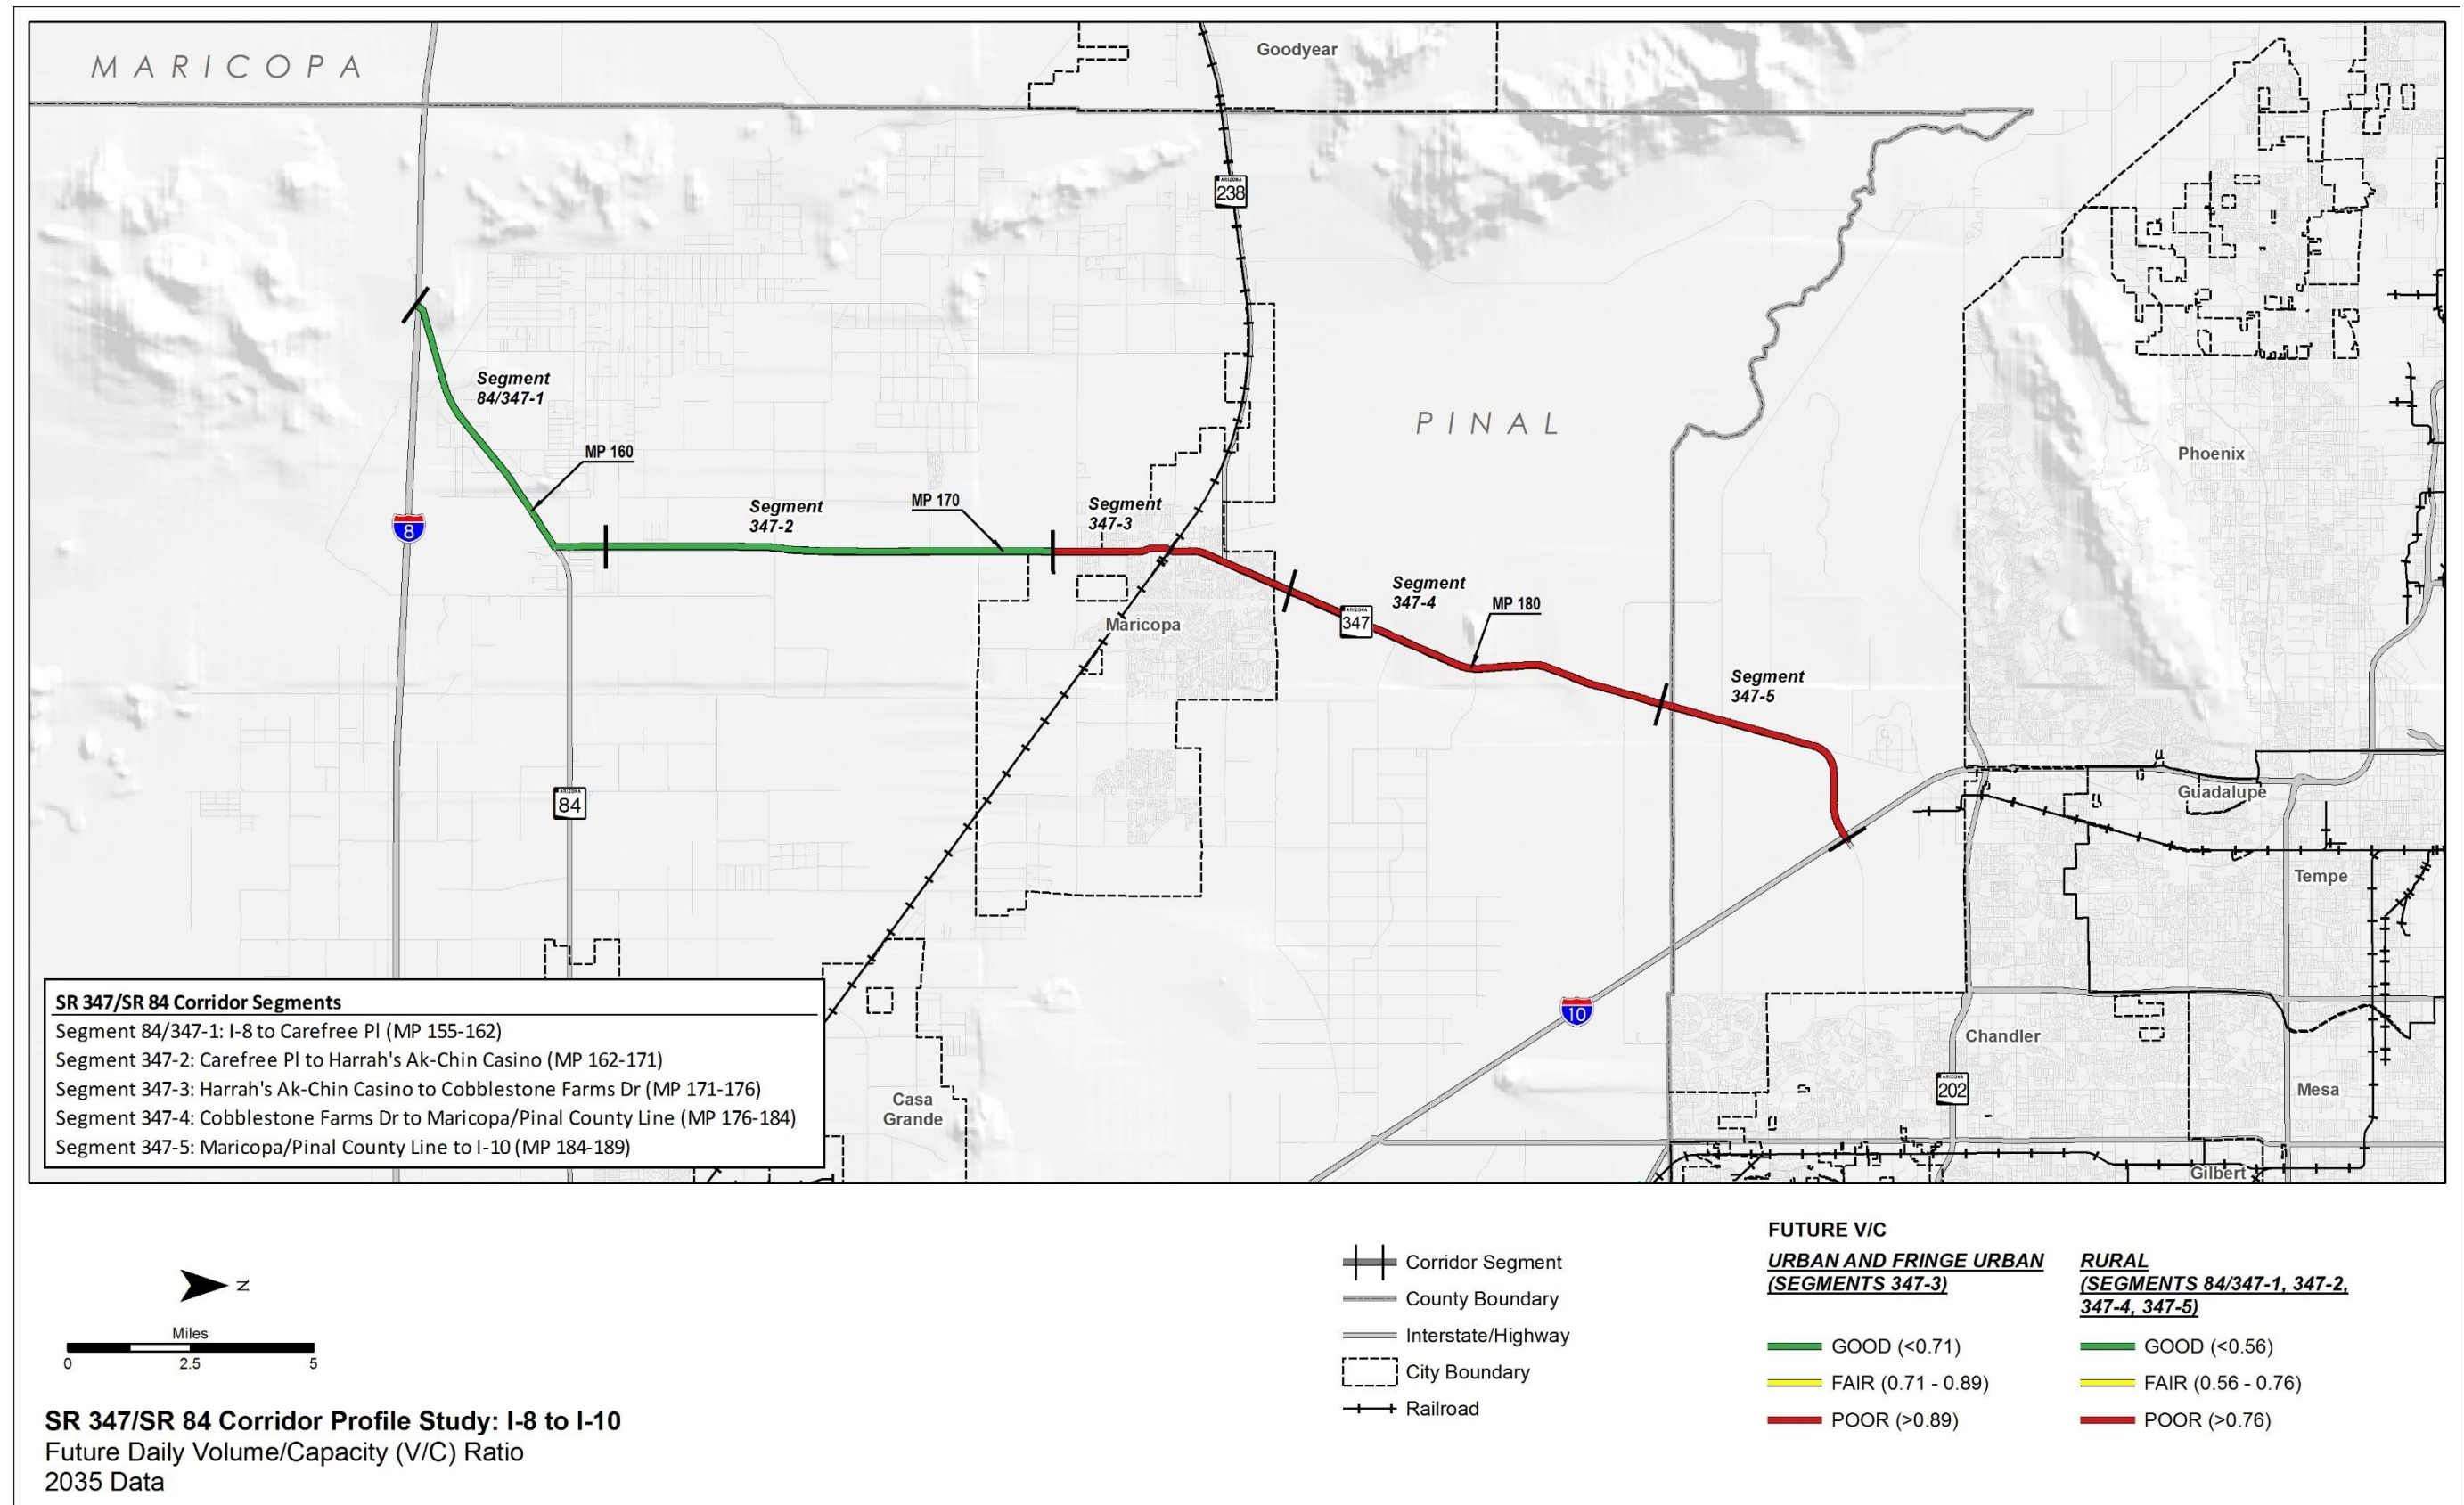 MARICOPA
Goodyear
ARIZONA
238
Segment
84/347-1
MP 160
PINAL
Phoenix
Segment
347-2
MP 170
Segment
347-3
8
Segment
347-4
MP 180
ARIZONA
347
Maricopa
Segment
347-5
ARIZONA
84
Guadalupe
Tempe
10
Chandler
ARIZONA
202
Mesa
Casa
Grande
Gilbert
SR 347/SR 84 Corridor Segments
Segment 84/347-1: I-8 to Carefree Pl (MP 155-162)
Segment 347-2: Carefree Pl to Harrah's Ak-Chin Casino (MP 162-171)
Segment 347-3: Harrah's Ak-Chin Casino to Cobblestone Farms Dr (MP 171-176)
Segment 347-4: Cobblestone Farms Dr to Maricopa/Pinal County Line (MP 176-184)
Segment 347-5: Maricopa/Pinal County Line to I-10 (MP 184-189)
N
Miles
0 2.5 5
SR 347/SR 84 Corridor Profile Study: I-8 to I-10
Future Daily Volume/Capacity (V/C) Ratio
2035 Data
Corridor Segment
County Boundary
Interstate/Highway
City Boundary
Railroad
FUTURE V/C
URBAN AND FRINGE URBAN
(SEGMENTS 347-3)
GOOD (<0.71)
FAIR (0.71 - 0.89)
POOR (>0.89)
RURAL
(SEGMENTS 84/347-1, 347-2,
347-4, 347-5)
GOOD (<0.56)
FAIR (0.56 - 0.76)
POOR (>0.76)